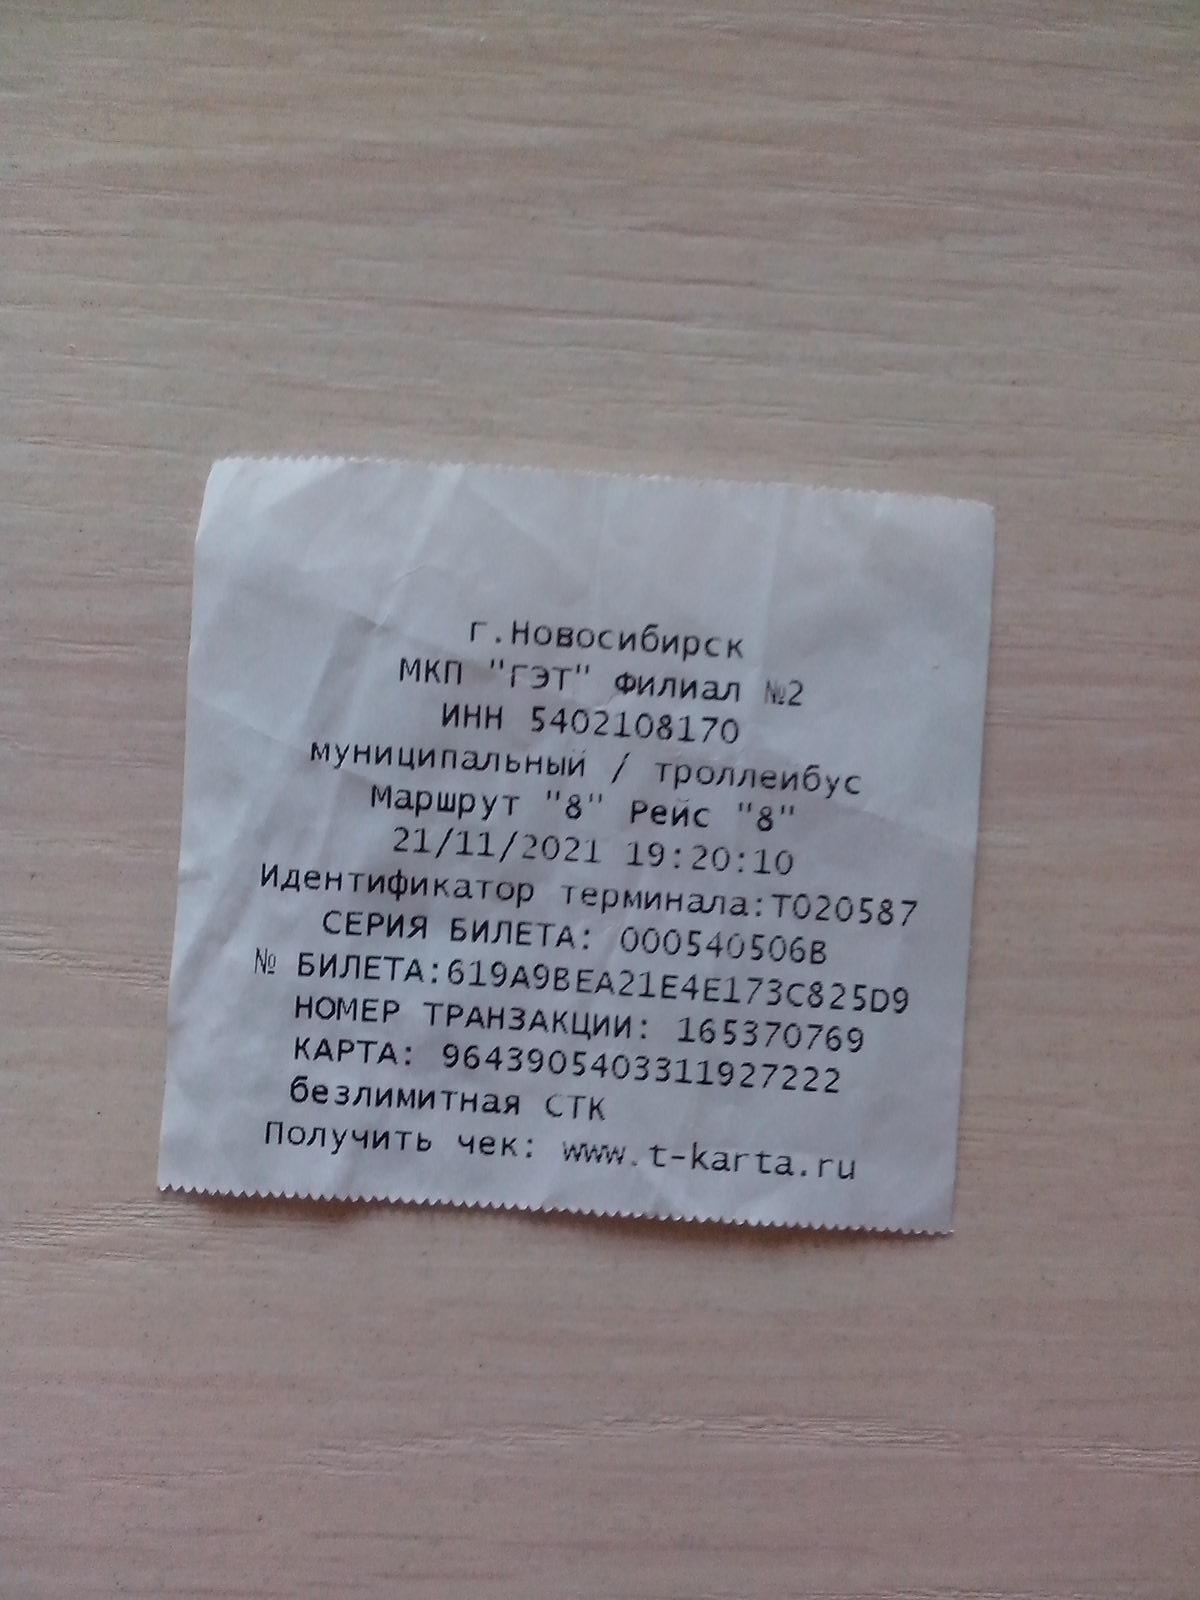 г.Новосибирск
МКП "ГЭТ" Филиал №2
ИНН 5402108170
муниципальный / троллейбус
Маршрут "8" Рейс "8"
21/11/2021 19:20:10
Идентификатор терминала:T020587
СЕРИЯ БИЛЕТА: 000540506B
№ БИЛЕТА:619A9BEA21E4E173C825D9
НОМЕР ТРАНЗАКЦИИ: 165370769
КАРТА: 9643905403311927222
безлимитная СТК
Получить чек: www.t-karta.ru